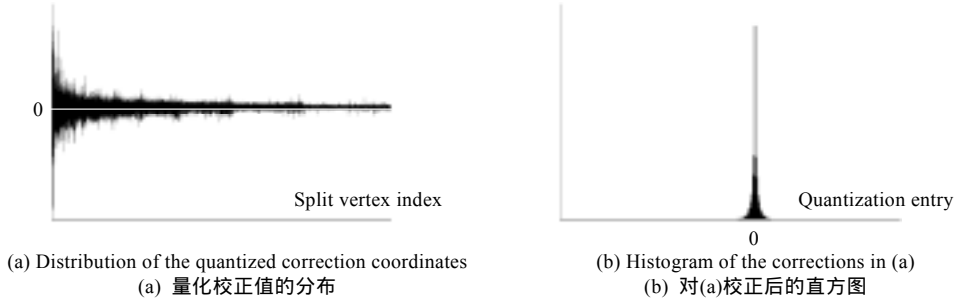 0
Split vertex index
(a) Distribution of the quantized correction coordinates
(a) 量化校正值的分布
Quantization entry
0
(b) Histogram of the corrections in (a)
(b) 对(a)校正后的直方图